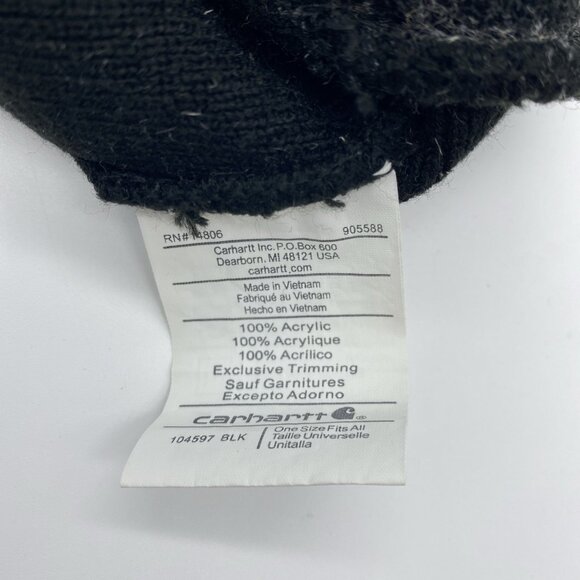 RN#14806 905588
Carhartt Inc. P.O.Box 600
Dearborn, MI 48121 USA
carhartt.com
Made in Vietnam
Fabriqué au Vietnam
Hecho en Vietnam
100% Acrylic
100% Acrylique
100% Acrílico
Exclusive Trimming
Sauf Garnitures
Excepto Adorno
carhartt ®
104597 BLK
One Size Fits All
Taille Universelle
Unitalla